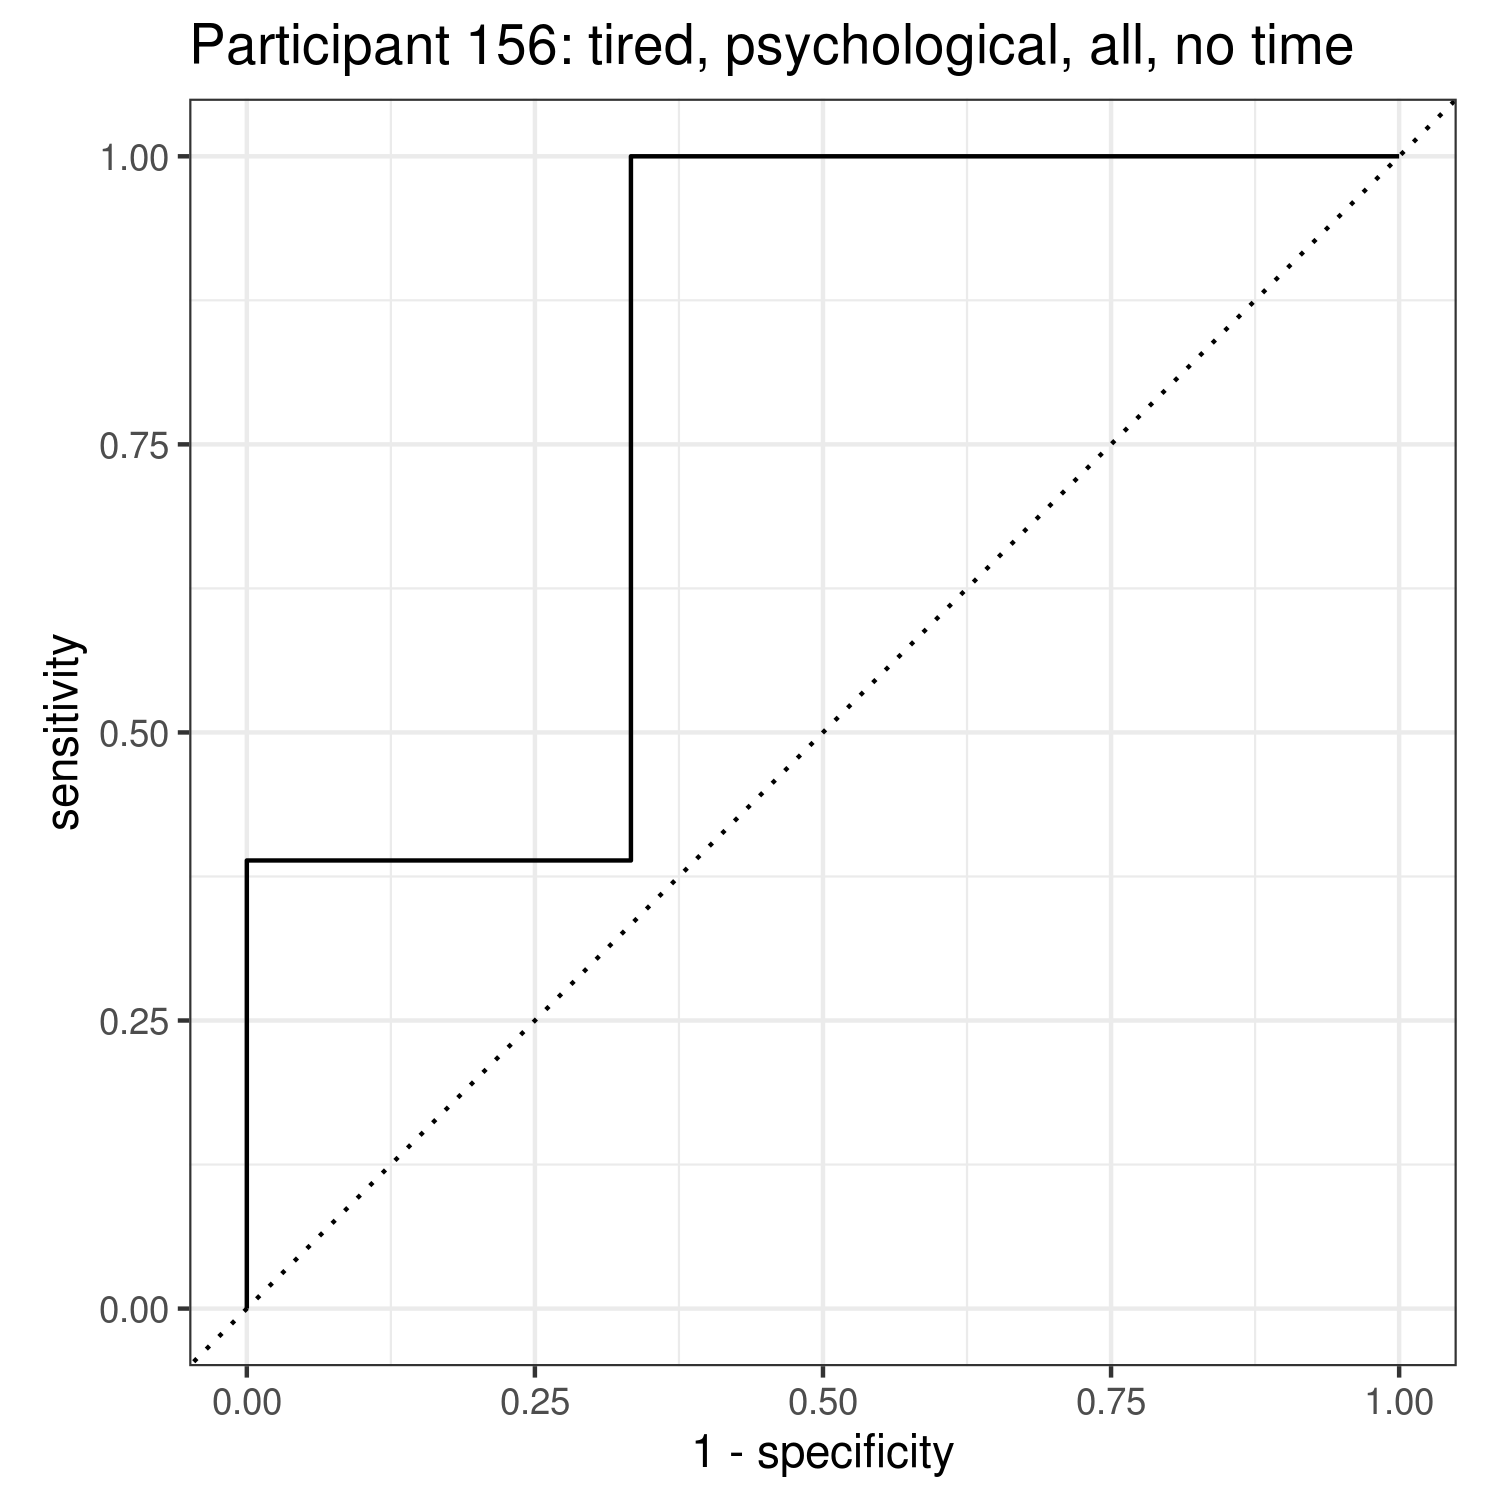 Participant 156: tired, psychological, all, no time
1.00
0.75
0.50
0.25
0.00
sensitivity
0.00 0.25 0.50 0.75 1.00
1 - specificity